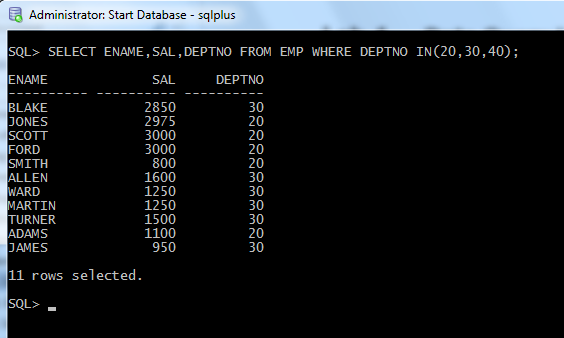 Administrator: Start Database - sqlplus
SQL> SELECT ENAME,SAL,DEPTNO FROM EMP WHERE DEPTNO IN(20,30,40);
ENAME             SAL     DEPTNO
---------- ---------- ----------
BLAKE            2850         30
JONES            2975         20
SCOTT            3000         20
FORD             3000         20
SMITH             800         20
ALLEN            1600         30
WARD             1250         30
MARTIN           1250         30
TURNER           1500         30
ADAMS            1100         20
JAMES             950         30
11 rows selected.
SQL> _